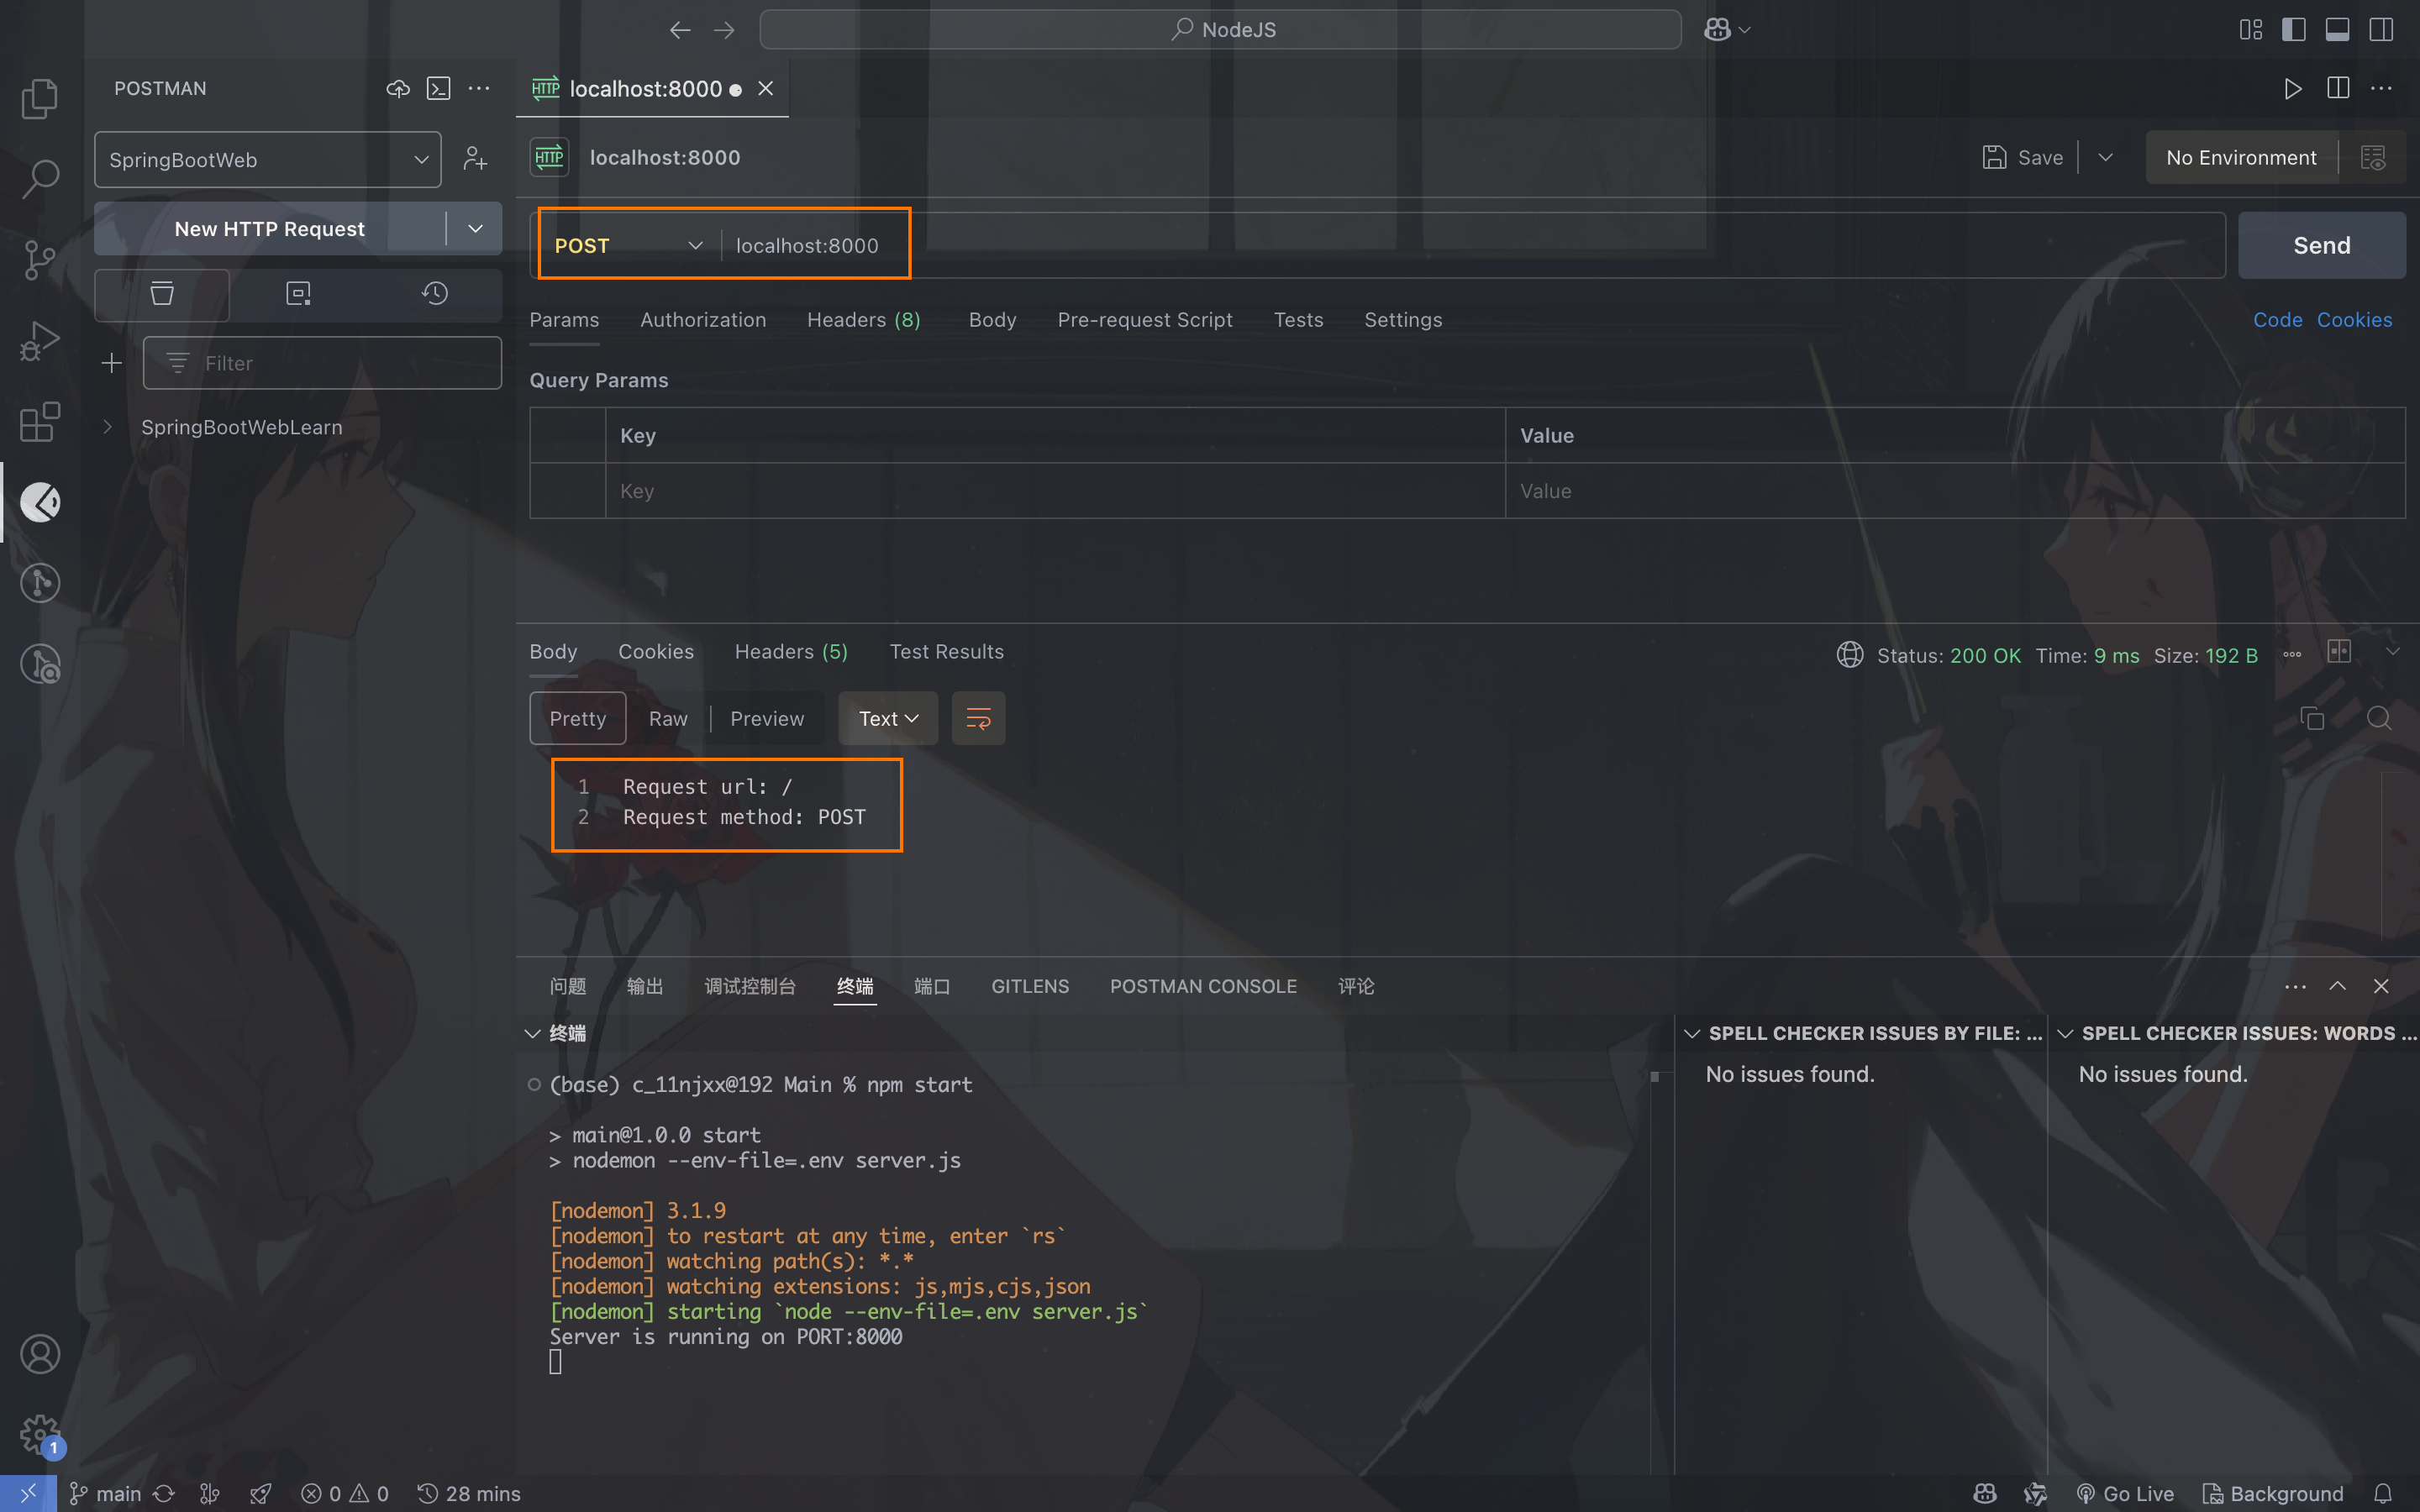 NodeJS
POSTMAN
HTTP localhost:8000
SpringBootWeb
HTTP localhost:8000
Save
No Environment
New HTTP Request
POST localhost:8000
Send
Params Authorization Headers (8) Body Pre-request Script Tests Settings
Code Cookies
Filter
Query Params
SpringBootWebLearn
Key Value
Key Value
Body Cookies Headers (5) Test Results
Status: 200 OK Time: 9 ms Size: 192 B
Pretty Raw Preview Text
1 Request url: /
2 Request method: POST
问题 输出 调试控制台 终端 端口 GITLENS POSTMAN CONSOLE 评论
终端
SPELL CHECKER ISSUES BY FILE: ...
SPELL CHECKER ISSUES: WORDS ...
No issues found.
No issues found.
(base) c_11njxx@192 Main % npm start
> main@1.0.0 start
> nodemon --env-file=.env server.js
[nodemon] 3.1.9
[nodemon] to restart at any time, enter `rs`
[nodemon] watching path(s): *.*
[nodemon] watching extensions: js,mjs,cjs,json
[nodemon] starting `node --env-file=.env server.js`
Server is running on PORT:8000
1
main 0 0 28 mins
Go Live Background